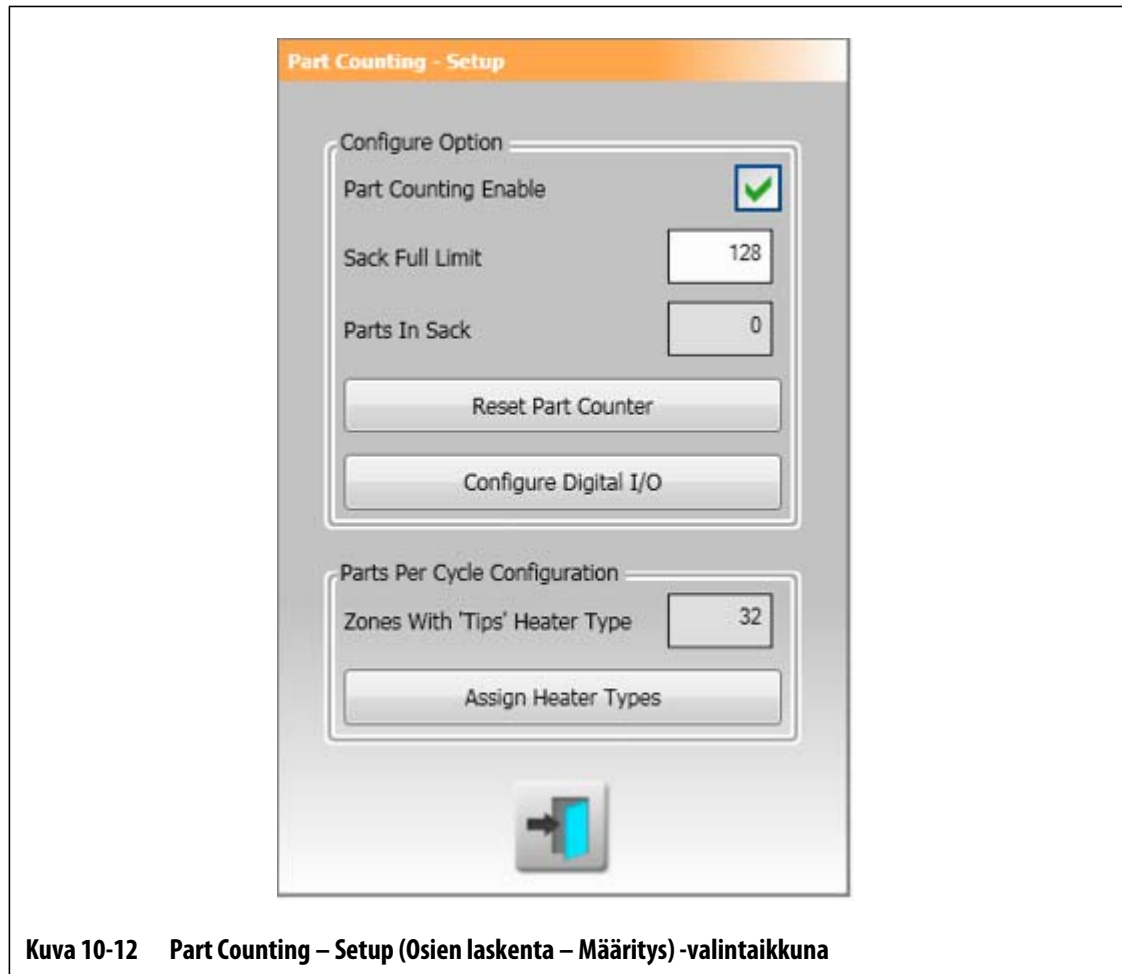 Part Counting - Setup
Configure Option
Part Counting Enable
Sack Full Limit 128
Parts In Sack 0
Reset Part Counter
Configure Digital I/O
Parts Per Cycle Configuration
Zones With 'Tips' Heater Type 32
Assign Heater Types
Kuva 10-12 Part Counting – Setup (Osien laskenta – Määritys) -valintaikkuna